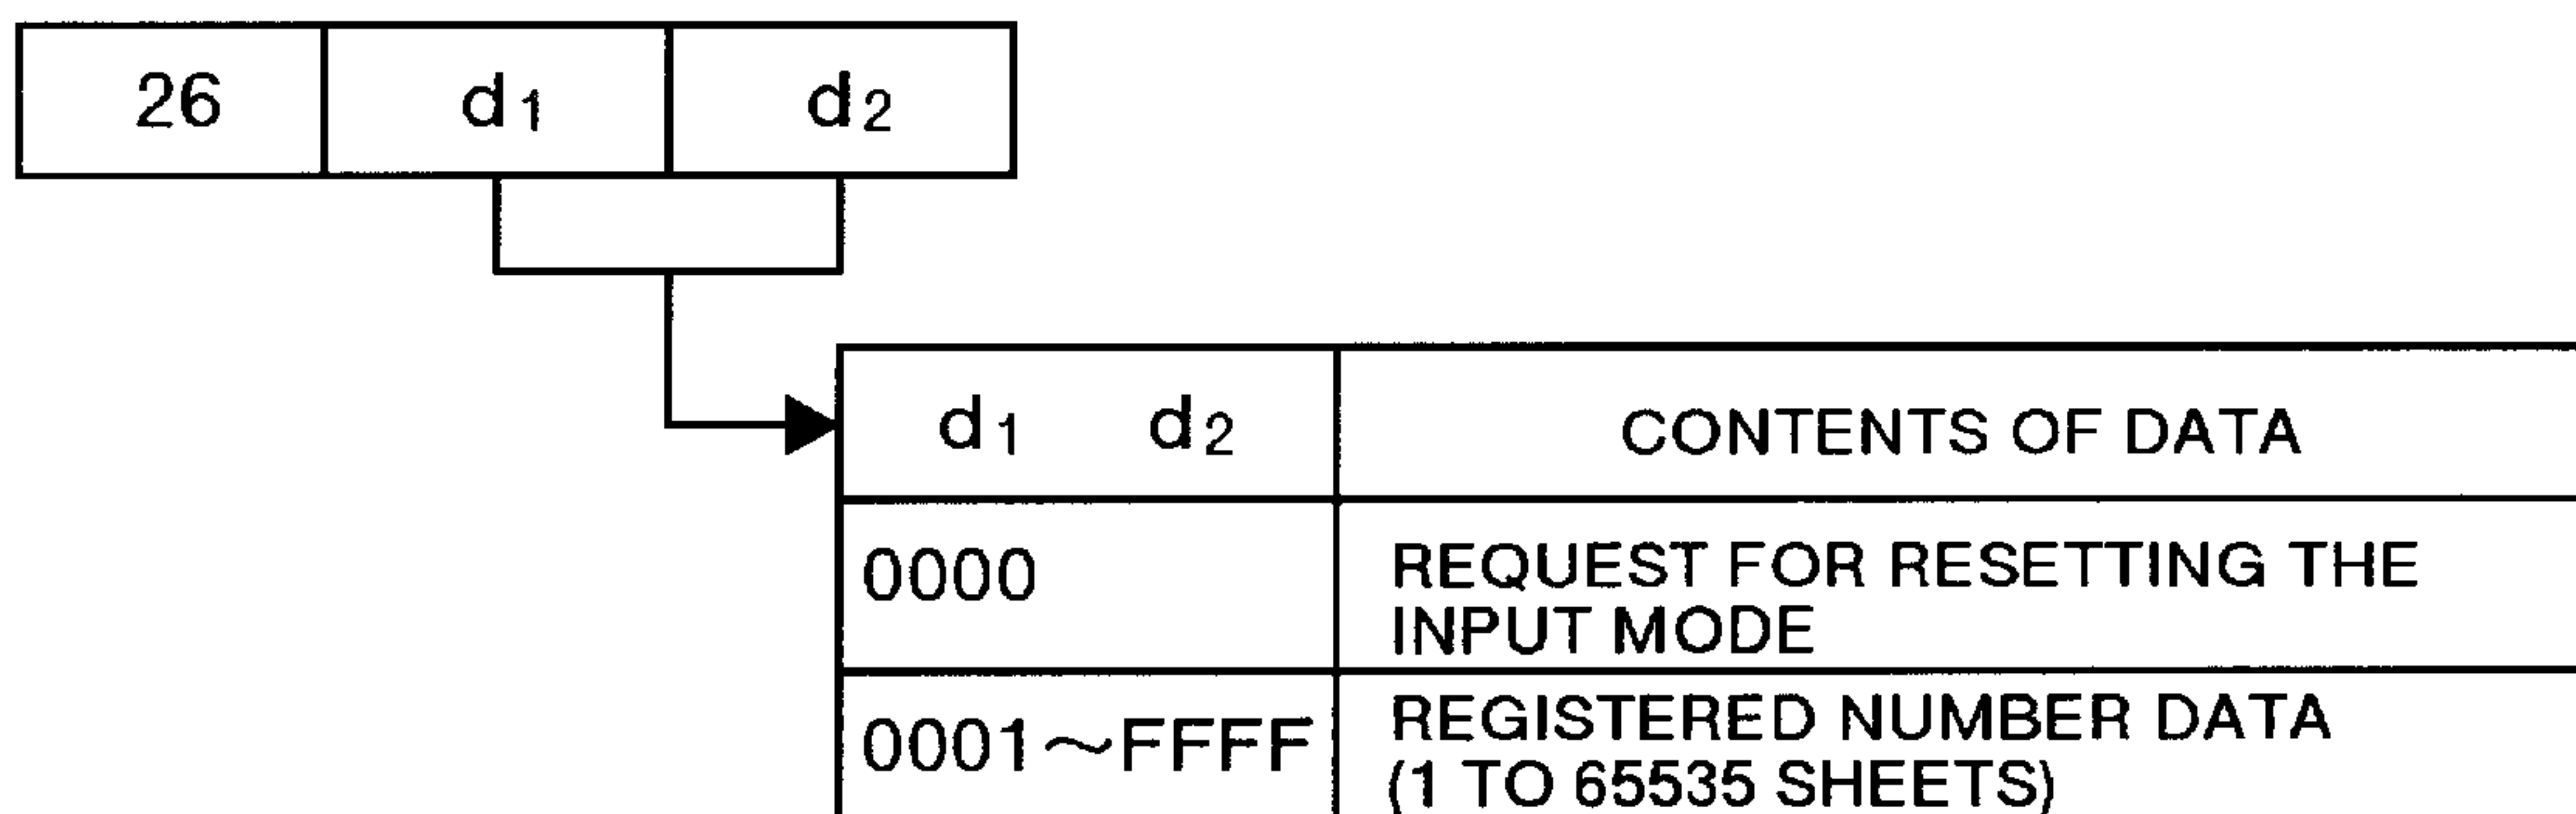 26 d1 d2
d1 d2 CONTENTS OF DATA
0000 REQUEST FOR RESETTING THE
INPUT MODE
0001~FFFF REGISTERED NUMBER DATA
(1 TO 65535 SHEETS)